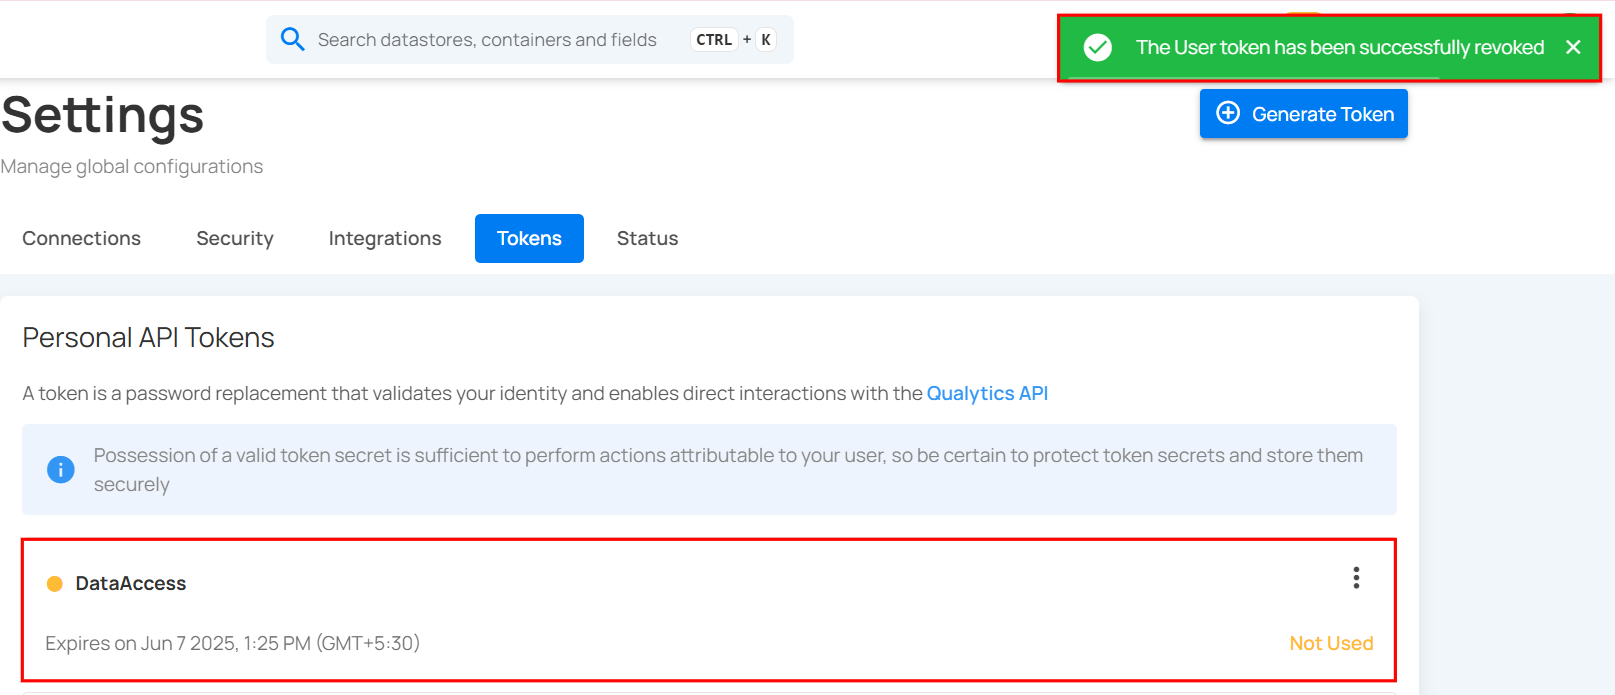 Search datastores, containers and fields CTRL + K
The User token has been successfully revoked
Settings
Generate Token
Manage global configurations
Connections Security Integrations Tokens Status
Personal API Tokens
A token is a password replacement that validates your identity and enables direct interactions with the Qualytics API
Possession of a valid token secret is sufficient to perform actions attributable to your user, so be certain to protect token secrets and store them
securely
DataAccess
Expires on Jun 7 2025, 1:25 PM (GMT+5:30) Not Used